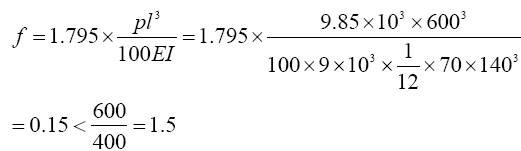 f = 1.795 × pl³/100EI = 1.795 × 9.85×10³×600³/100×9×10³×1/12×70×140³
= 0.15 < 600/400 = 1.5